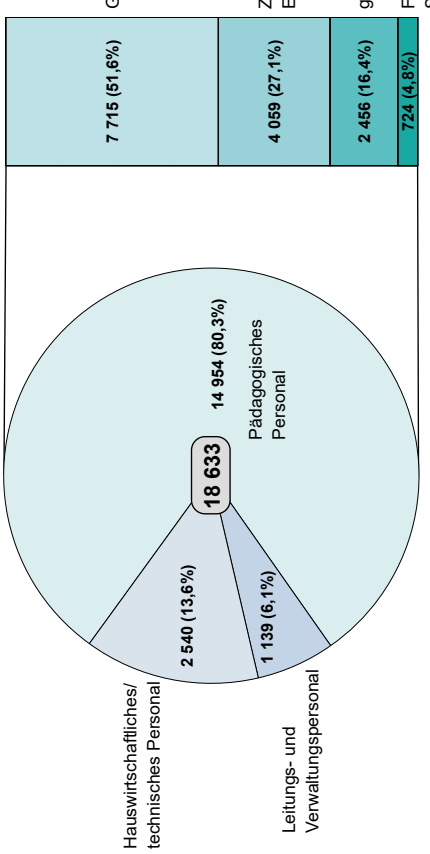 Hauswirtschaftliches/
technisches Personal
2 540 (13,6%)
Leitungs- und
Verwaltungspersonal
1 139 (6,1%)
18 633
14 954 (80,3%)
Pädagogisches
Personal
7 715 (51,6%)
4 059 (27,1%)
2 456 (16,4%)
724 (4,8%)